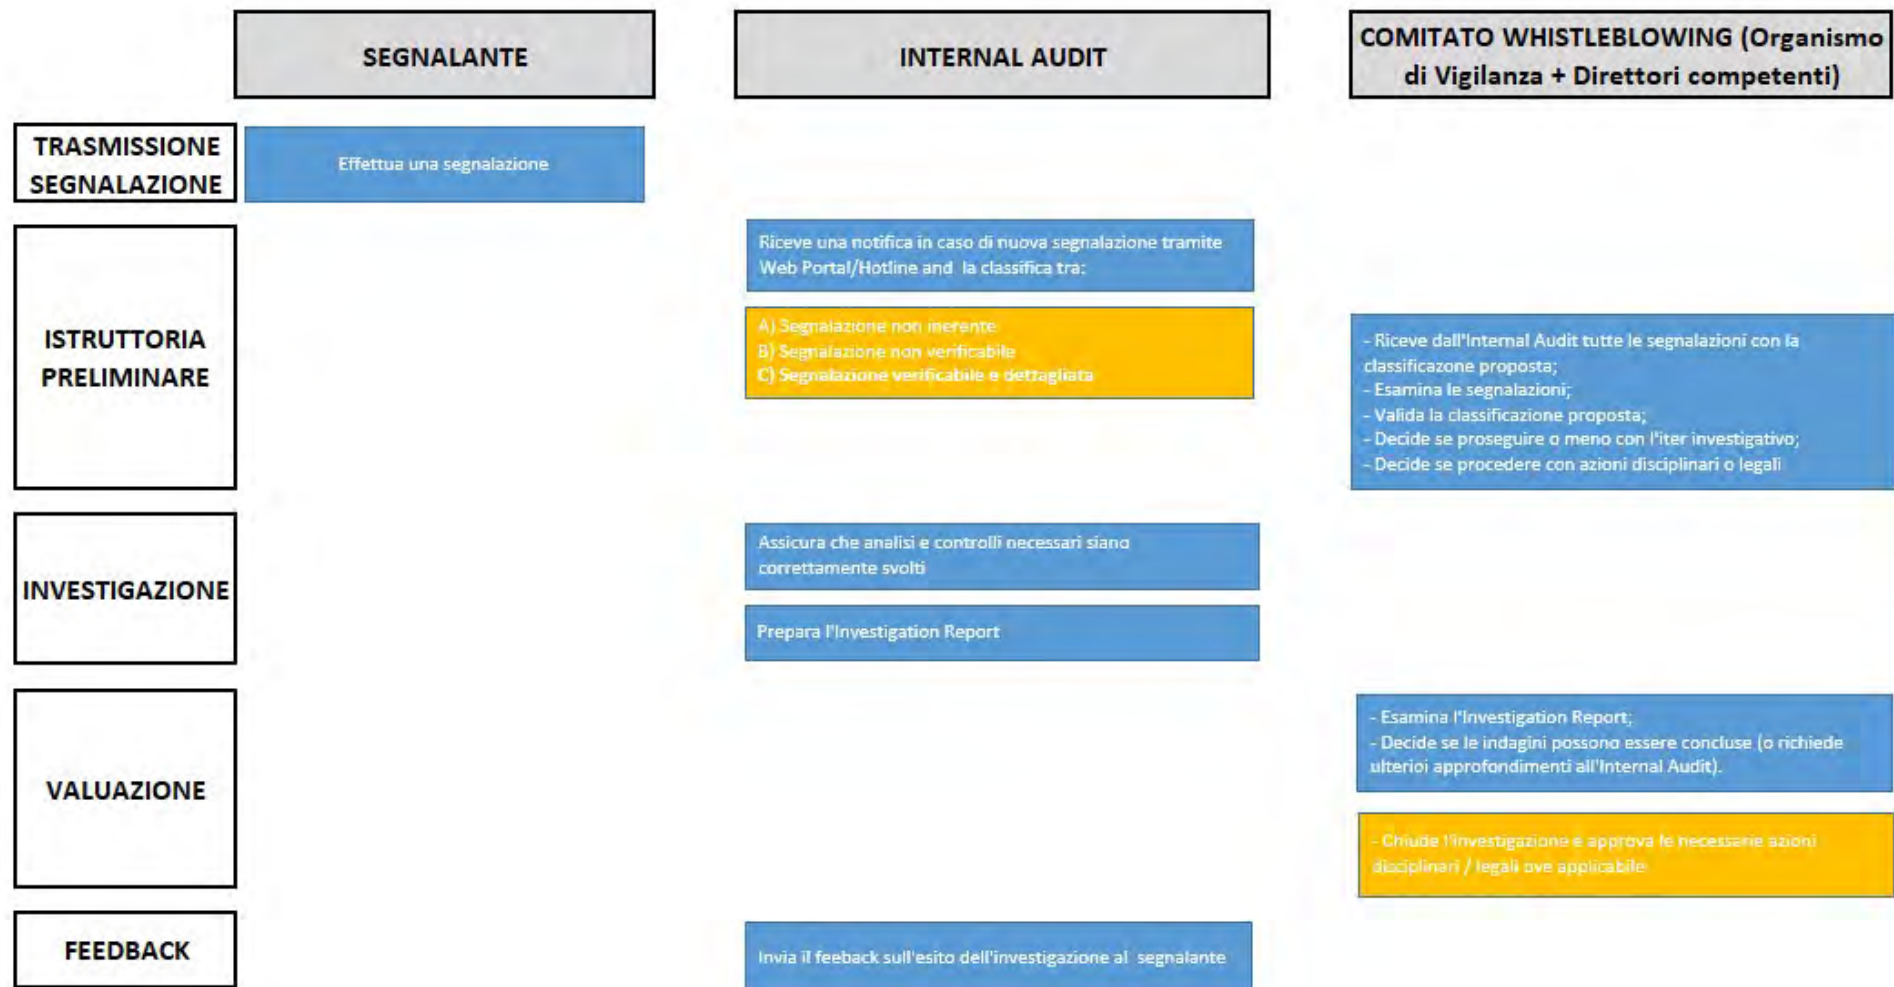 SEGNALANTE
INTERNAL AUDIT
COMITATO WHISTLEBLOWING (Organismo
di Vigilanza + Direttori competenti)
TRASMISSIONE
SEGNALAZIONE
Effettua una segnalazione
ISTRUTTORIA
PRELIMINARE
Riceve una notifica in caso di nuova segnalazione tramite
Web Portal/Hotline and la classifica tra:
A) Segnalazione non inerente
B) Segnalazione non verificabile
C) Segnalazione verificabile e dettagliata
- Riceve dall'Internal Audit tutte le segnalazioni con la
classificazone proposta;
- Esamina le segnalazioni;
- Valida la classificazione proposta;
- Decide se proseguire o meno con l'iter investigativo;
- Decide se procedere con azioni disciplinari o legali
INVESTIGAZIONE
Assicura che analisi e controlli necessari siano
correttamente svolti
Prepara l'Investigation Report
VALUAZIONE
- Esamina l'Investigation Report;
- Decide se le indagini possono essere concluse (o richiede
ulterioi approfondimenti all'Internal Audit).
- Chiude l'investigazione e approva le necessarie azioni
disciplinari / legali ove applicabile
FEEDBACK
Invia il feeback sull'esito dell'investigazione al segnalante